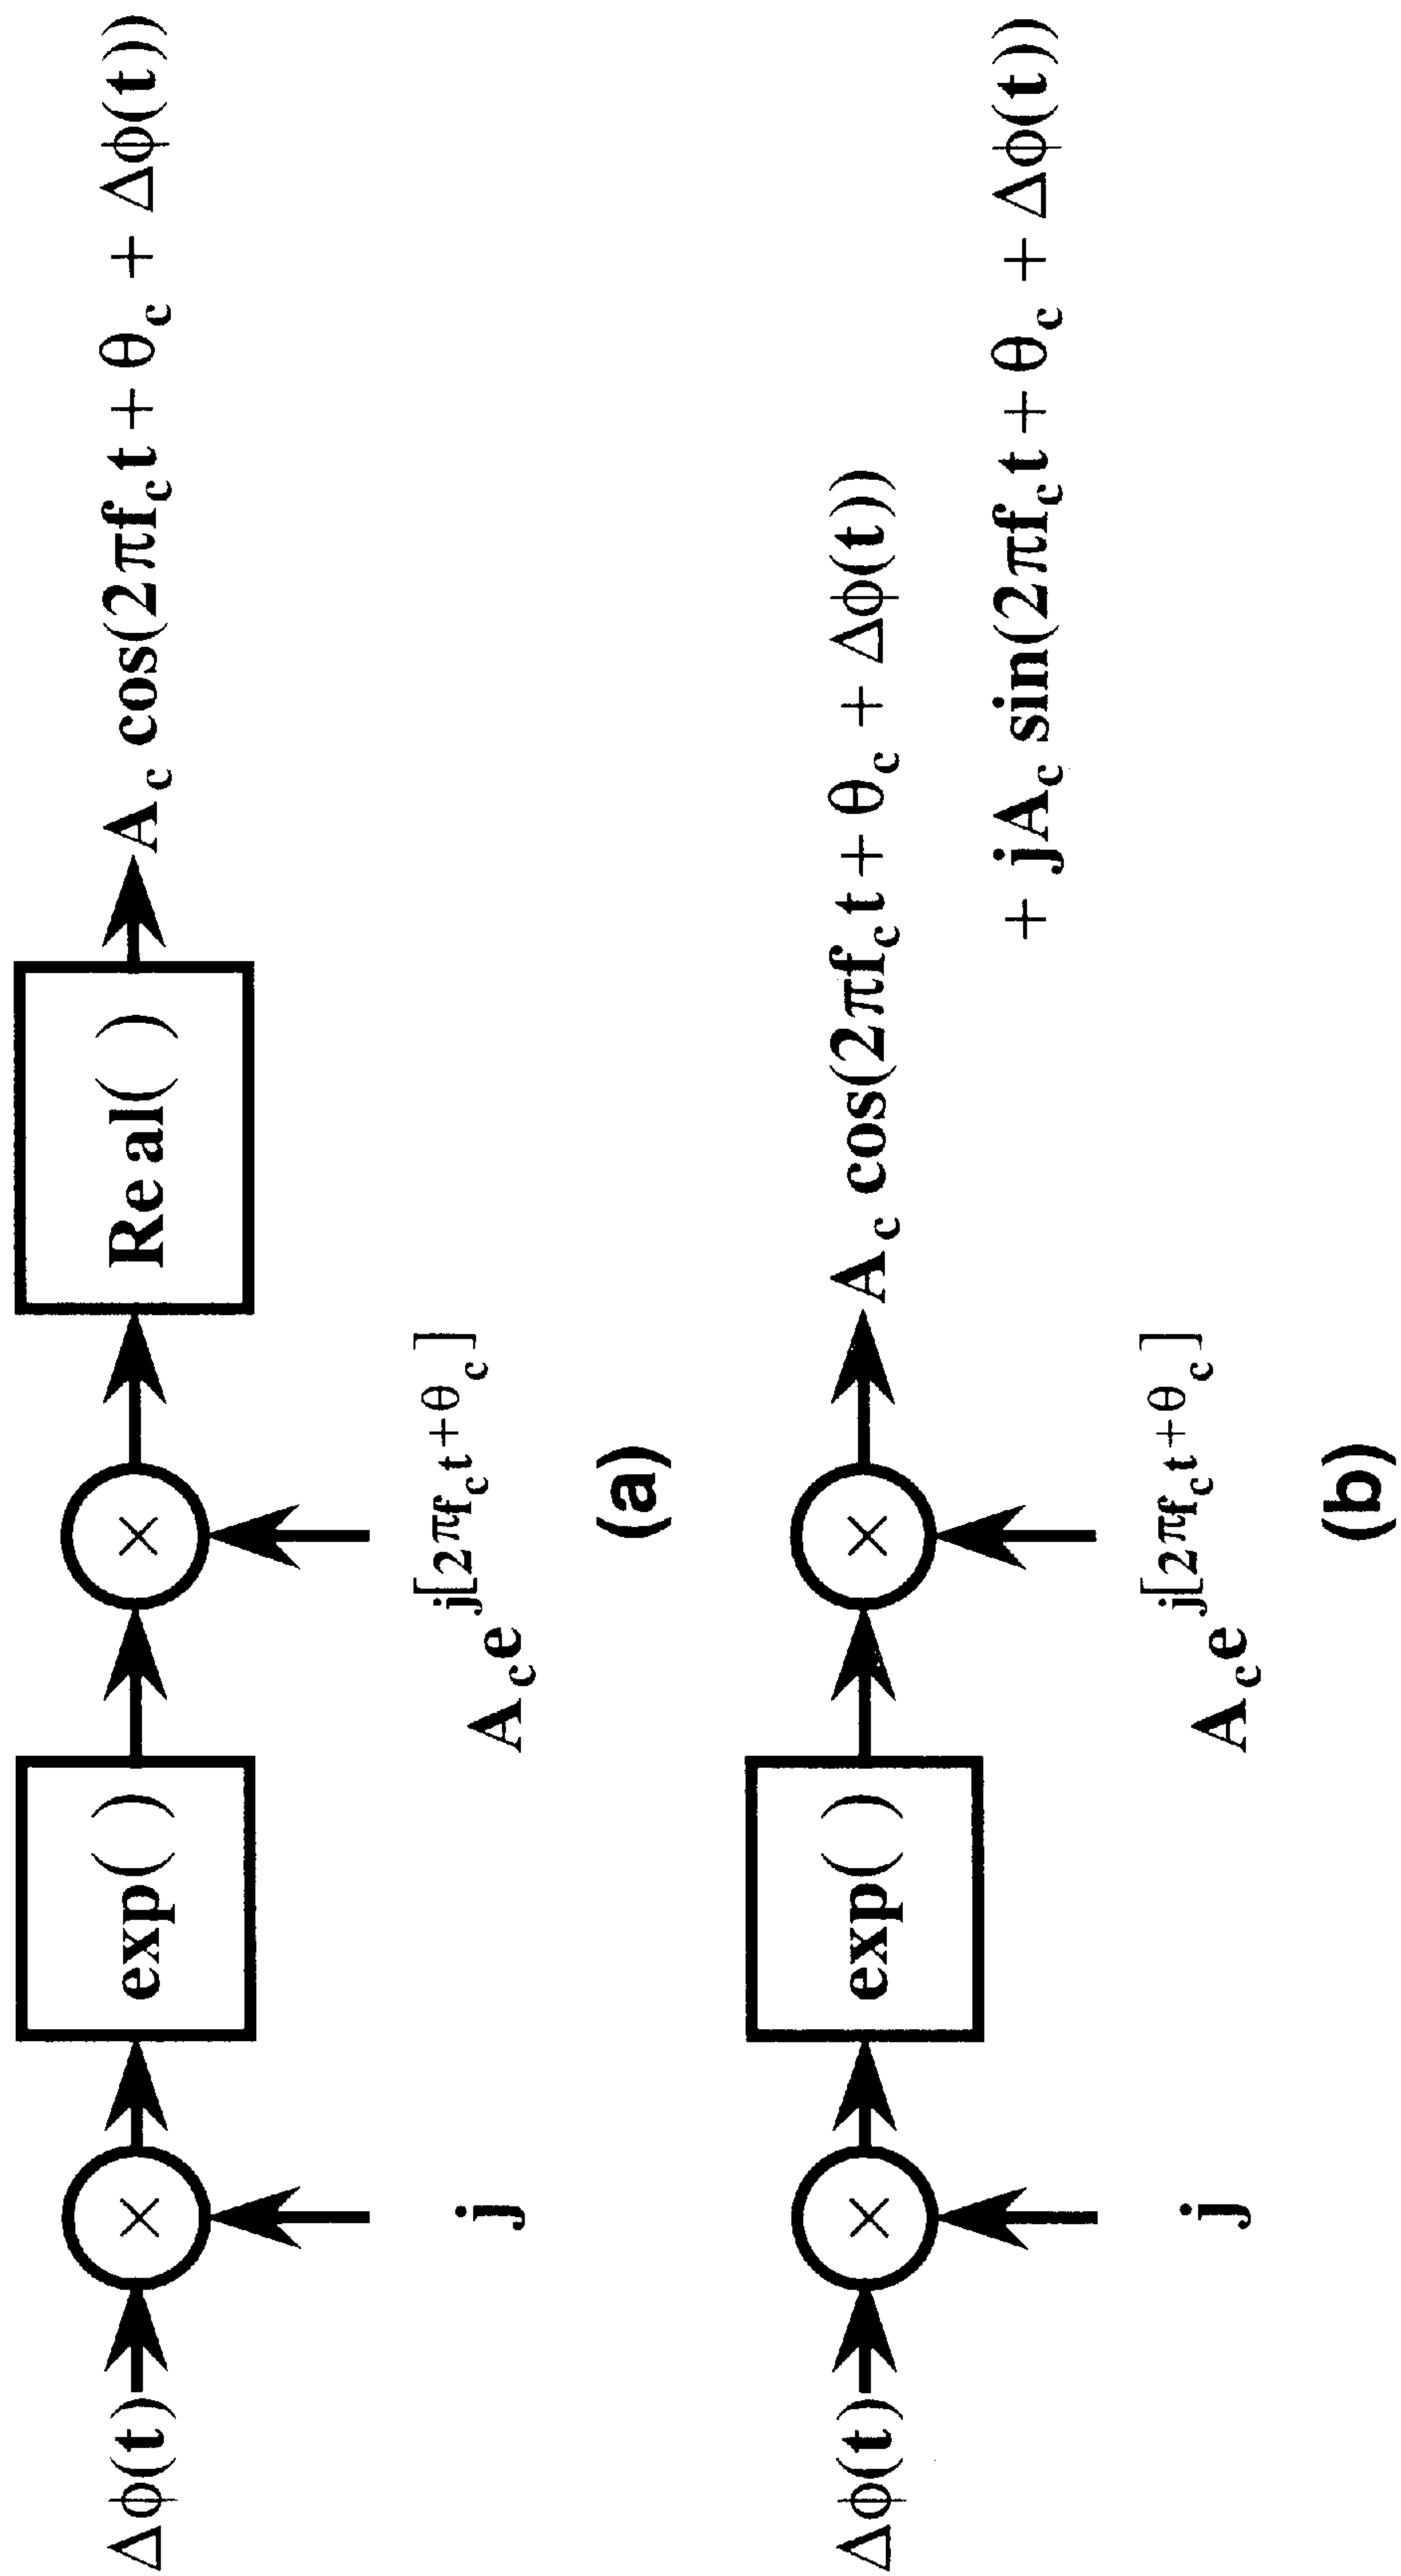 Δϕ(t)
×
j
exp( )
×
A_c e^{j[2πf_c t+θ_c]}
Real( )
A_c cos(2πf_c t + θ_c + Δϕ(t))
(a)
Δϕ(t)
×
j
exp( )
×
A_c e^{j[2πf_c t+θ_c]}
A_c cos(2πf_c t + θ_c + Δϕ(t))
+ jA_c sin(2πf_c t + θ_c + Δϕ(t))
(b)